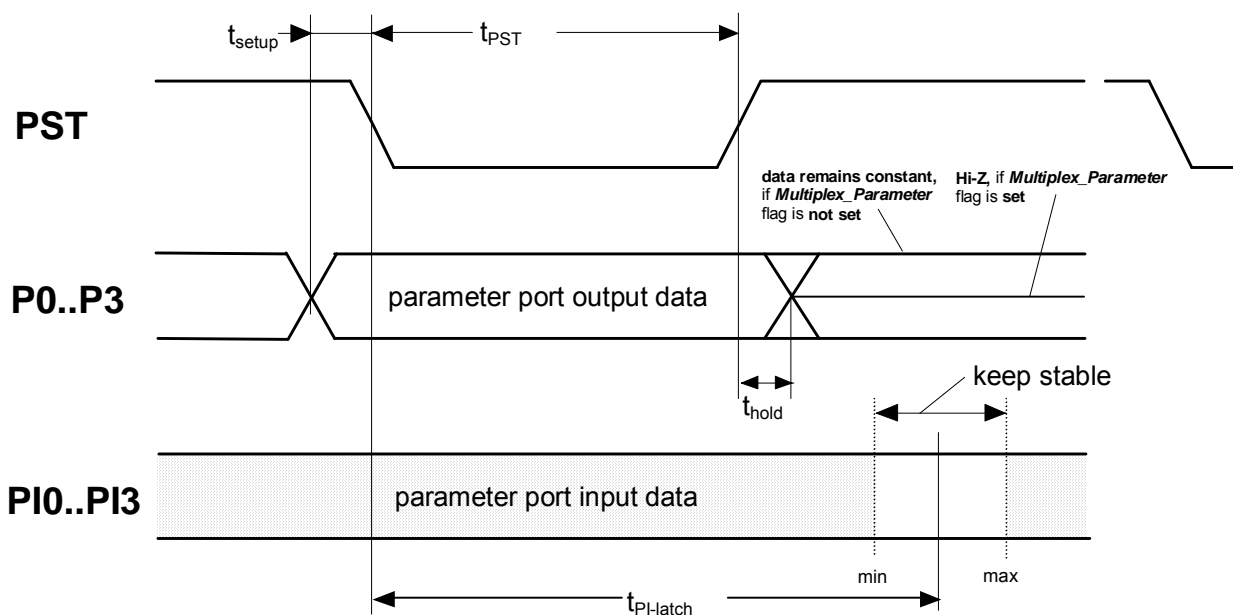 t_setup
t_PST
PST
data remains constant,
if Multiplex_Parameter
flag is not set
Hi-Z, if Multiplex_Parameter
flag is set
P0..P3
parameter port output data
keep stable
t_hold
PI0..PI3
parameter port input data
min
max
t_PI-latch